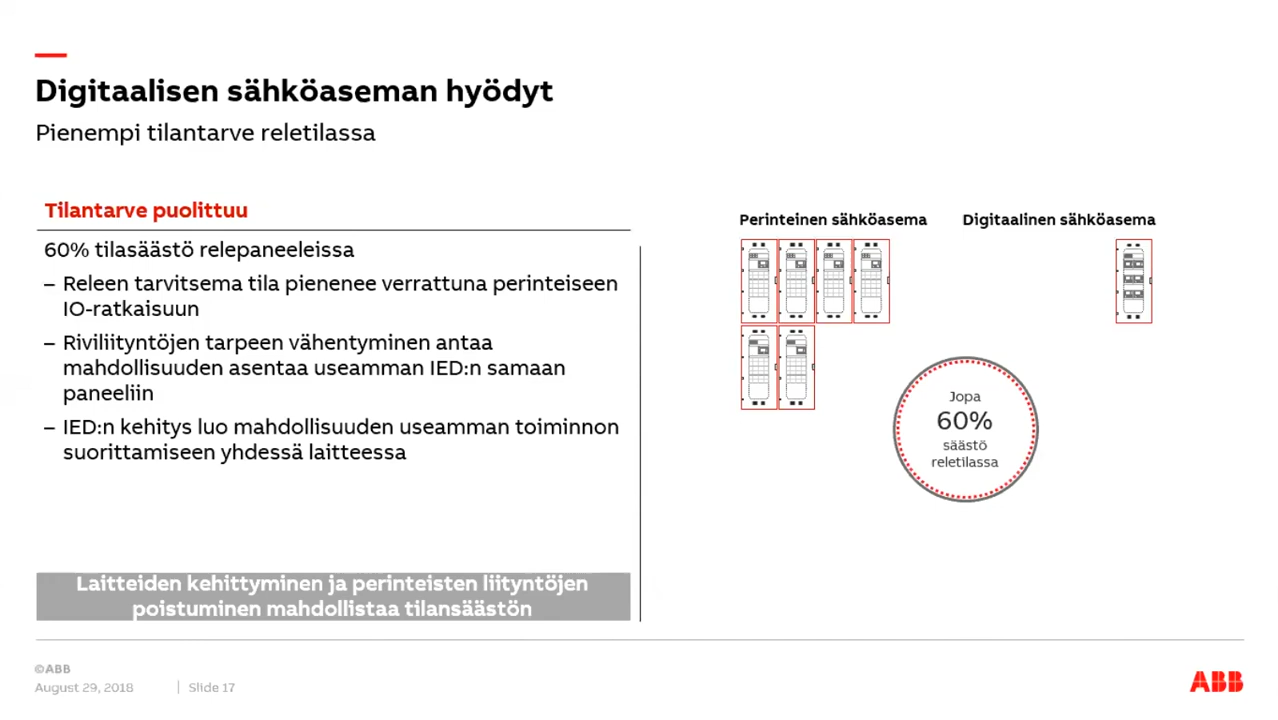 Digitaalisen sähköaseman hyödyt
Pienempi tilantarve reletilassa
Tilantarve puolittuu
60% tilasäästö relepaneeleissa
– Releen tarvitsema tila pienenee verrattuna perinteiseen
IO-ratkaisuun
– Riviliityntöjen tarpeen vähentyminen antaa
mahdollisuuden asentaa useamman IED:n samaan
paneeliin
– IED:n kehitys luo mahdollisuuden useamman toiminnon
suorittamiseen yhdessä laitteessa
Laitteiden kehittyminen ja perinteisten liityntöjen
poistuminen mahdollistaa tilansäästön
Perinteinen sähköasema
Digitaalinen sähköasema
Jopa
60%
säästö
reletilassa
©ABB
August 29, 2018
Slide 17
ABB